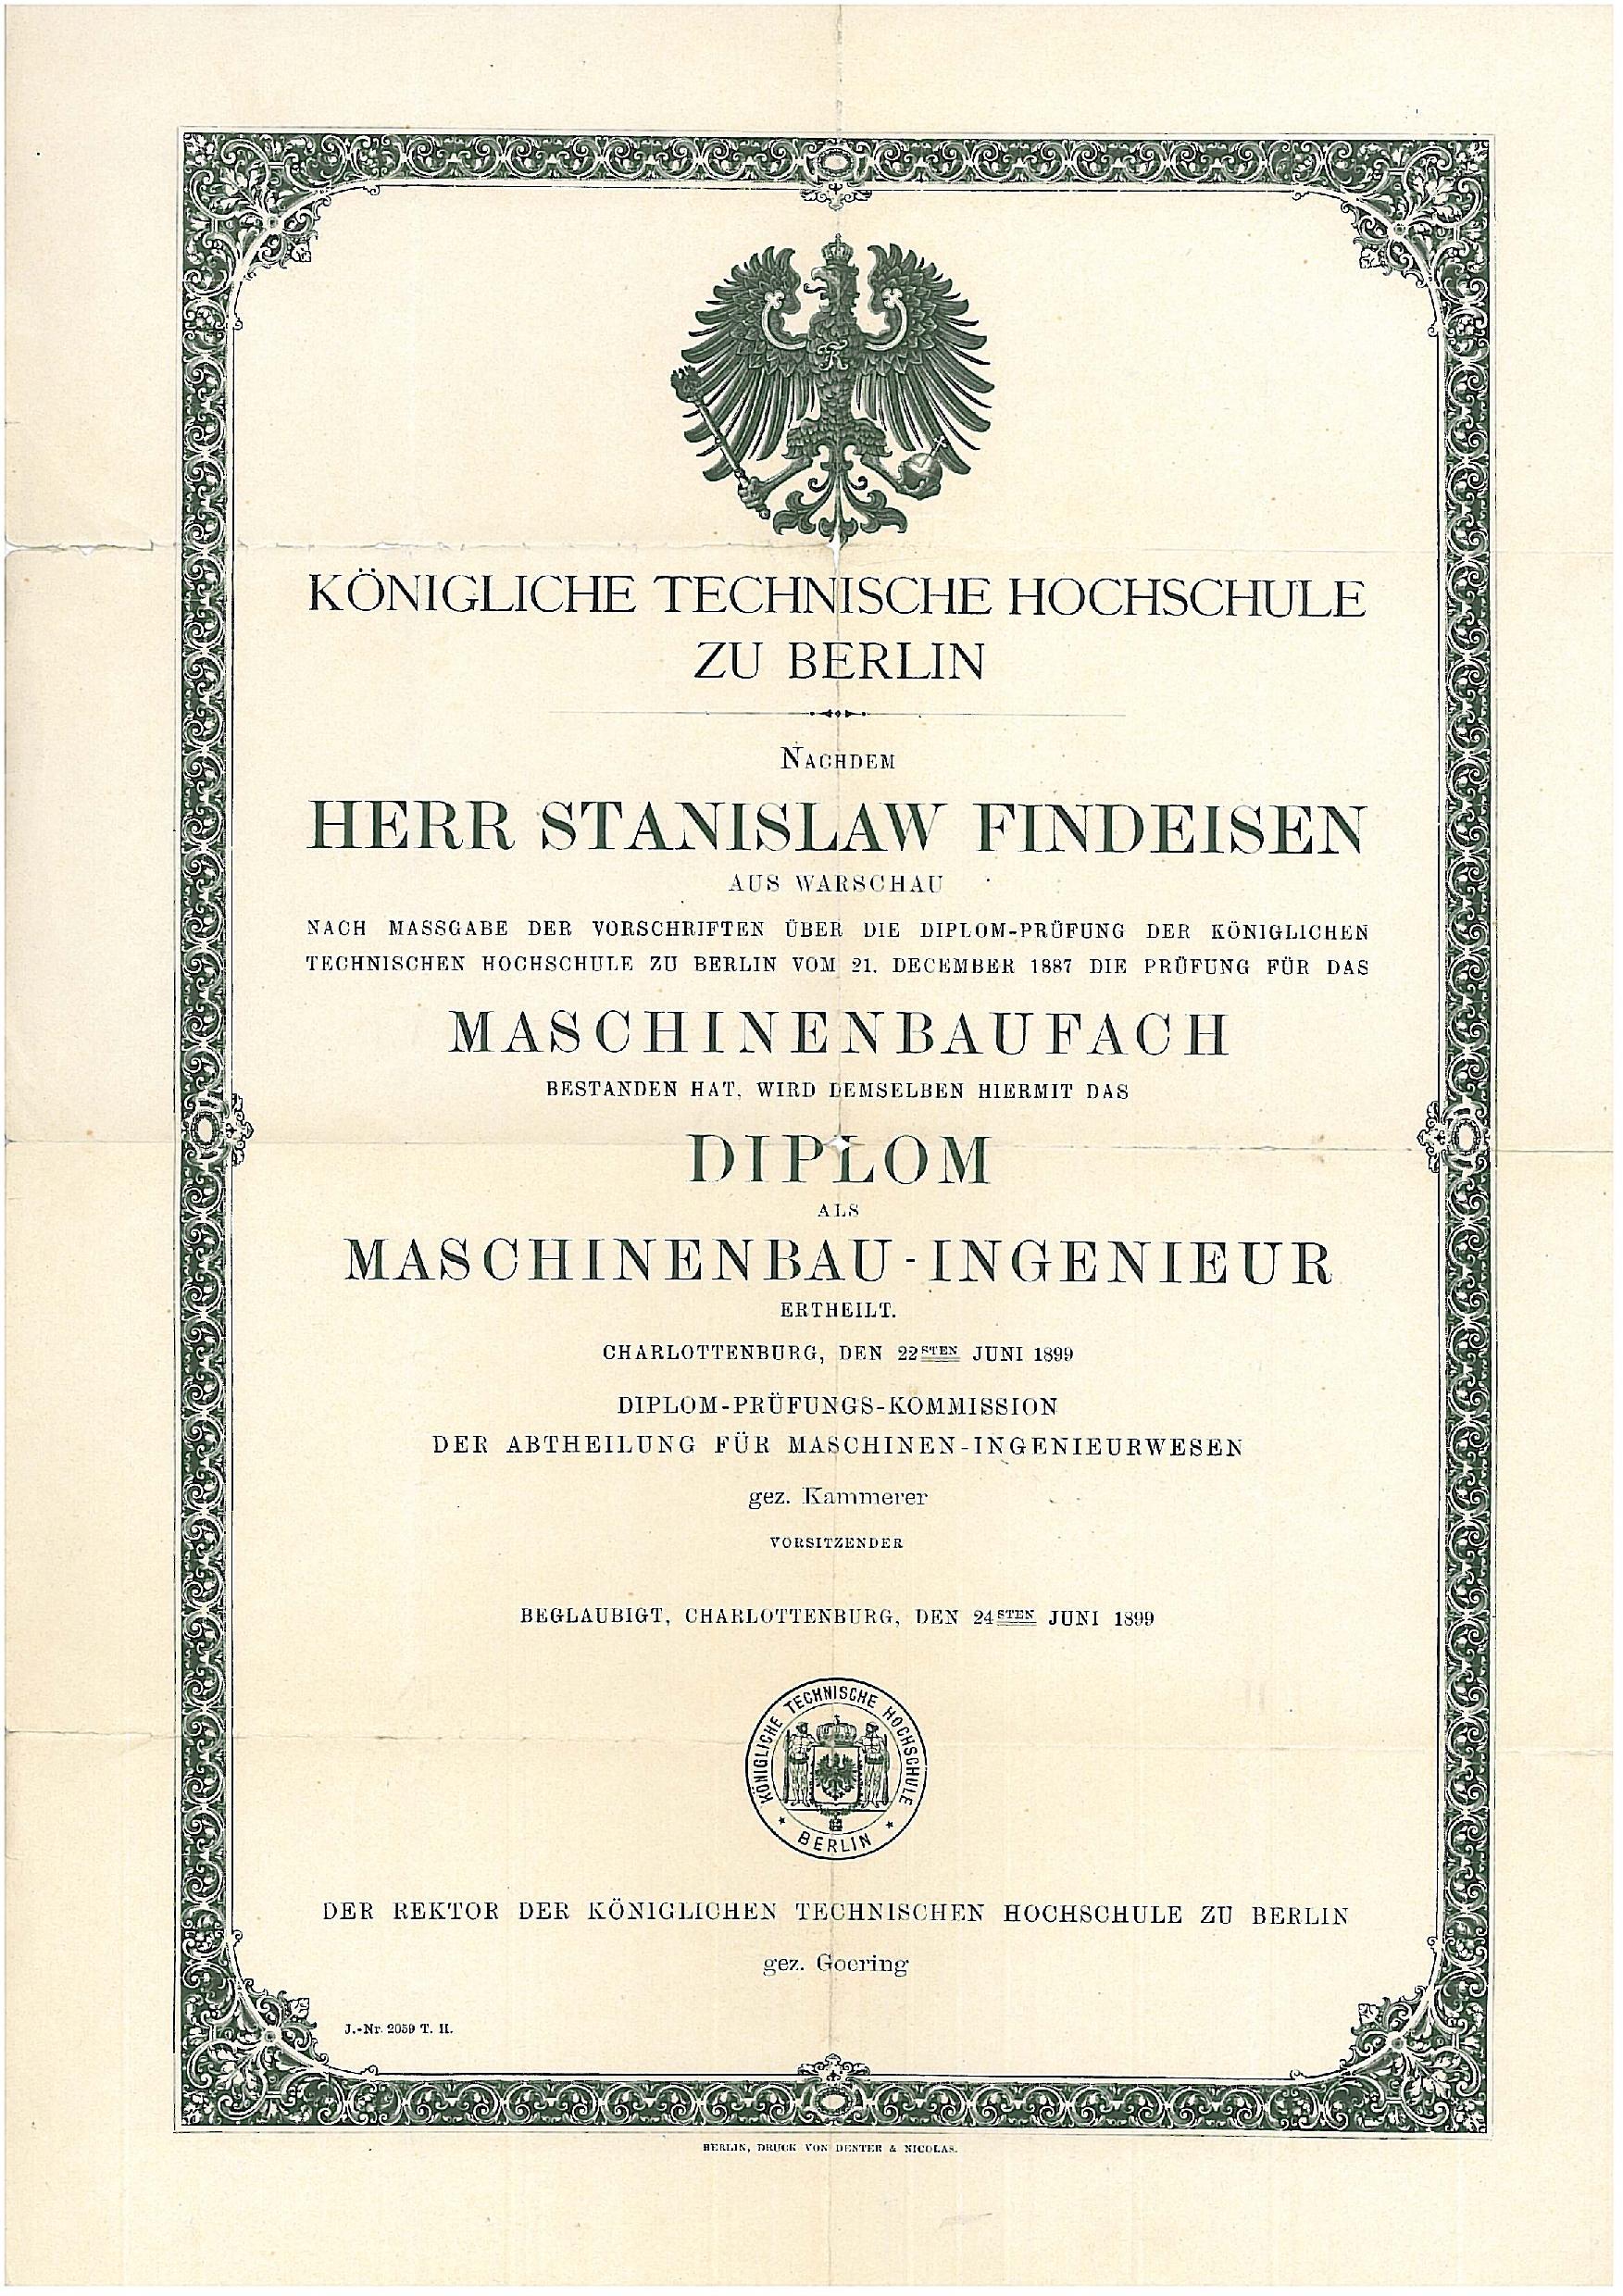 KÖNIGLICHE TECHNISCHE HOCHSCHULE
ZU BERLIN
NACHDEM
HERR STANISLAW FINDEISEN
AUS WARSCHAU
NACH MASSGABE DER VORSCHRIFTEN ÜBER DIE DIPLOM-PRÜFUNG DER KÖNIGLICHEN
TECHNISCHEN HOCHSCHULE ZU BERLIN VOM 21. DECEMBER 1887 DIE PRÜFUNG FÜR DAS
MASCHINENBAUFACH
BESTANDEN HAT, WIRD DEMSELBEN HIERMIT DAS
DIPLOM
ALS
MASCHINENBAU-INGENIEUR
ERTHEILT.
CHARLOTTENBURG, DEN 22STEN JUNI 1899
DIPLOM-PRÜFUNGS-KOMMISSION
DER ABTHEILUNG FÜR MASCHINEN-INGENIEURWESEN
gez. Kammerer
VORSITZENDER
BEGLAUBIGT, CHARLOTTENBURG, DEN 24STEN JUNI 1899
KÖNIGLICHE TECHNISCHE HOCHSCHULE
* BERLIN *
DER REKTOR DER KÖNIGLICHEN TECHNISCHEN HOCHSCHULE ZU BERLIN
gez. Goering
J.-Nr. 2059 T. H.
BERLIN, DRUCK VON DENTER & NICOLAS.